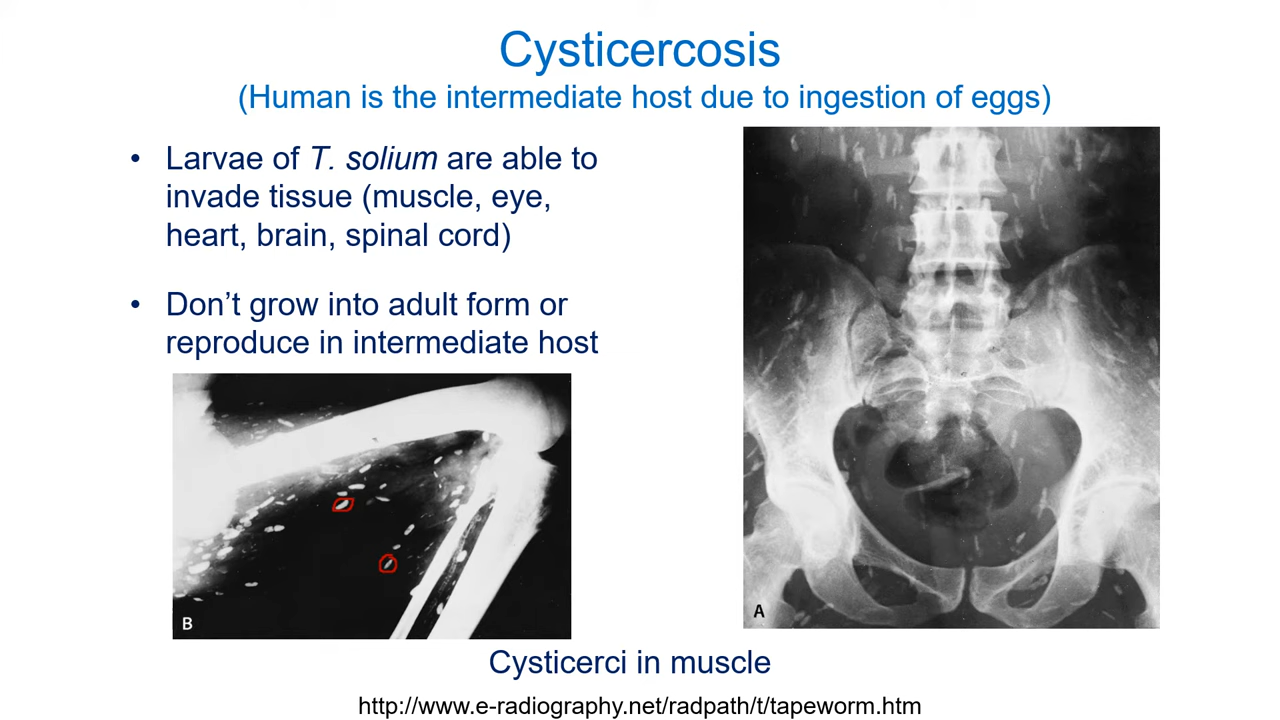 Cysticercosis
(Human is the intermediate host due to ingestion of eggs)
• Larvae of T. solium are able to
invade tissue (muscle, eye,
heart, brain, spinal cord)
• Don’t grow into adult form or
reproduce in intermediate host
B
A
Cysticerci in muscle
http://www.e-radiography.net/radpath/t/tapeworm.htm